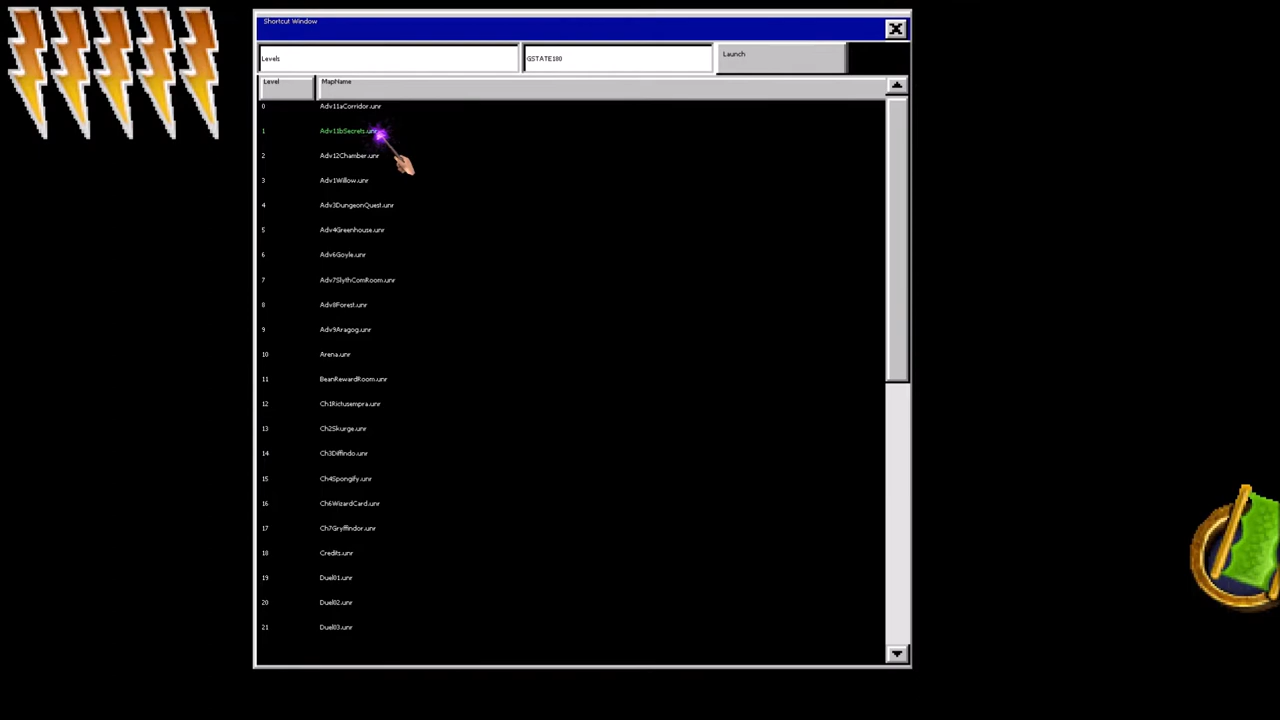 Shortcut Window
Levels GSTATE180 Launch
Level MapName
0 Adv11aCorridor.unr
1 Adv11bSecrets.unr
2 Adv12Chamber.unr
3 Adv1Willow.unr
4 Adv3DungeonQuest.unr
5 Adv4Greenhouse.unr
6 Adv6Goyle.unr
7 Adv7SlythComRoom.unr
8 Adv8Forest.unr
9 Adv9Aragog.unr
10 Arena.unr
11 BeanRewardRoom.unr
12 Ch1Rictusempra.unr
13 Ch2Skurge.unr
14 Ch3Diffindo.unr
15 Ch4Spongify.unr
16 Ch6WizardCard.unr
17 Ch7Gryffindor.unr
18 Credits.unr
19 Duel01.unr
20 Duel02.unr
21 Duel03.unr